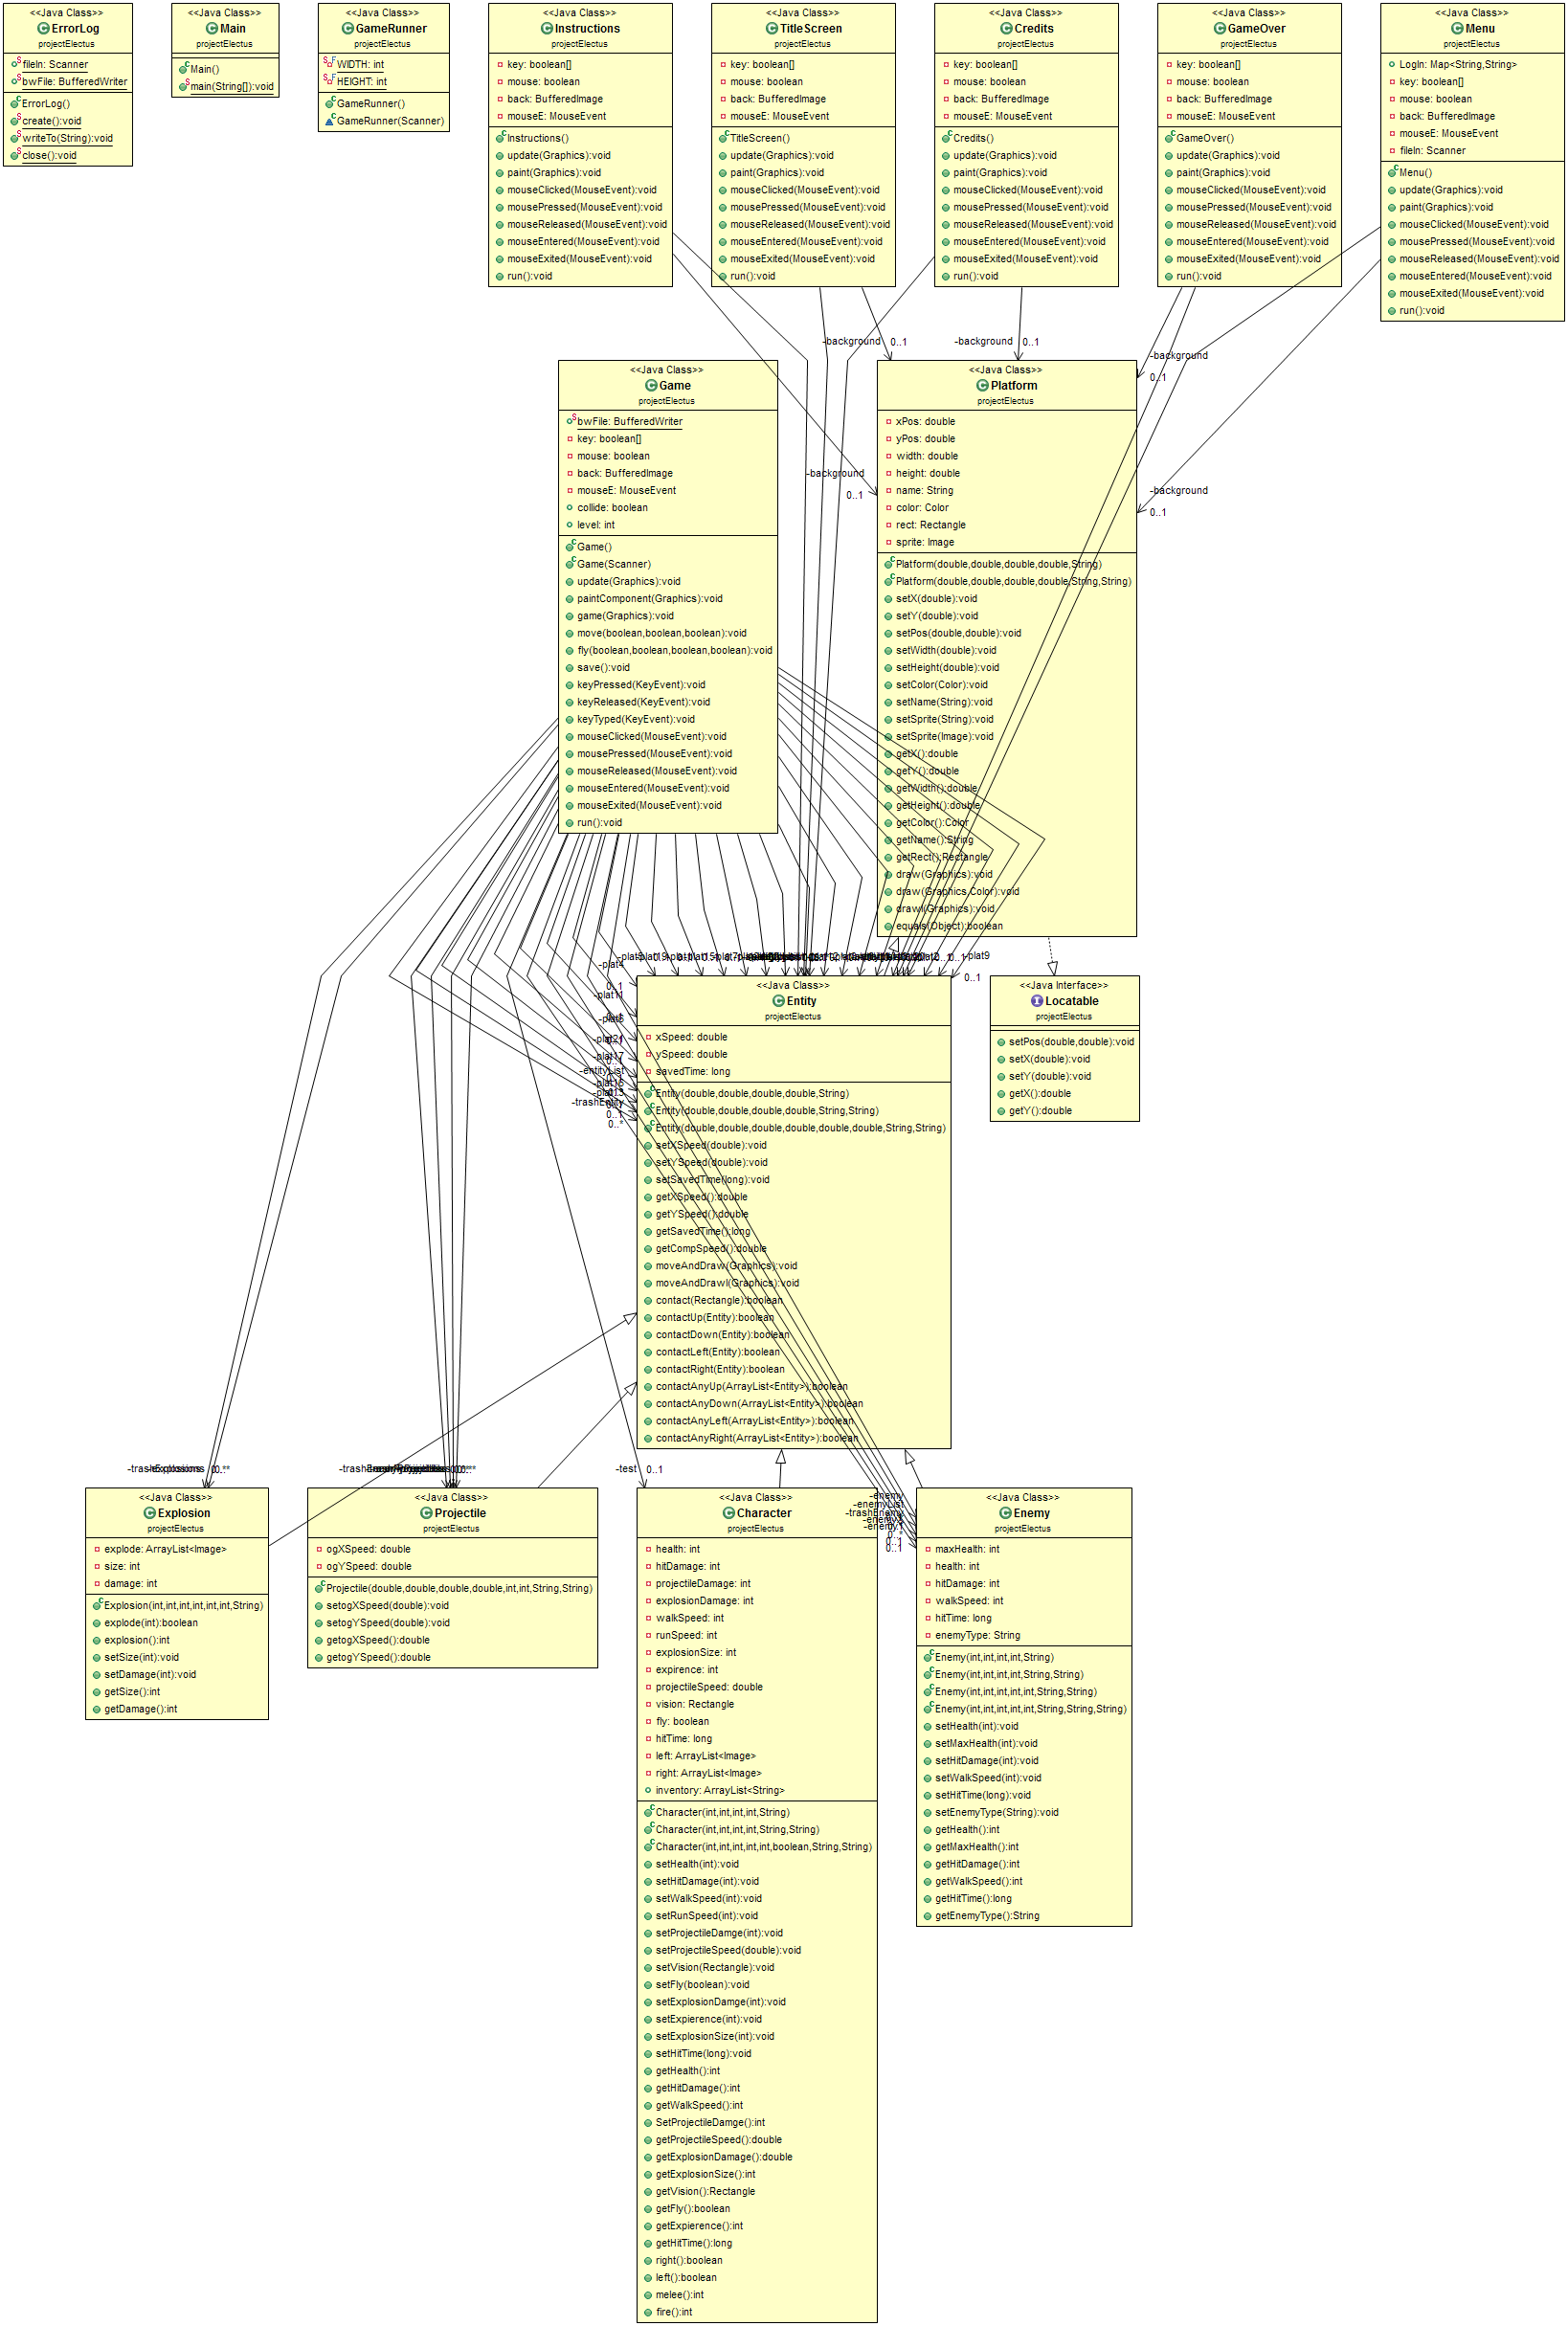 <<Java Class>>
ErrorLog
projectElectus
fileIn: Scanner
bwFile: BufferedWriter
ErrorLog()
create():void
writeTo(String):void
close():void
<<Java Class>>
Main
projectElectus
Main()
main(String[]):void
<<Java Class>>
GameRunner
projectElectus
WIDTH: int
HEIGHT: int
GameRunner()
GameRunner(Scanner)
<<Java Class>>
Instructions
projectElectus
key: boolean[]
mouse: boolean
back: BufferedImage
mouseE: MouseEvent
Instructions()
update(Graphics):void
paint(Graphics):void
mouseClicked(MouseEvent):void
mousePressed(MouseEvent):void
mouseReleased(MouseEvent):void
mouseEntered(MouseEvent):void
mouseExited(MouseEvent):void
run():void
<<Java Class>>
TitleScreen
projectElectus
key: boolean[]
mouse: boolean
back: BufferedImage
mouseE: MouseEvent
TitleScreen()
update(Graphics):void
paint(Graphics):void
mouseClicked(MouseEvent):void
mousePressed(MouseEvent):void
mouseReleased(MouseEvent):void
mouseEntered(MouseEvent):void
mouseExited(MouseEvent):void
run():void
<<Java Class>>
Credits
projectElectus
key: boolean[]
mouse: boolean
back: BufferedImage
mouseE: MouseEvent
Credits()
update(Graphics):void
paint(Graphics):void
mouseClicked(MouseEvent):void
mousePressed(MouseEvent):void
mouseReleased(MouseEvent):void
mouseEntered(MouseEvent):void
mouseExited(MouseEvent):void
run():void
<<Java Class>>
GameOver
projectElectus
key: boolean[]
mouse: boolean
back: BufferedImage
mouseE: MouseEvent
GameOver()
update(Graphics):void
paint(Graphics):void
mouseClicked(MouseEvent):void
mousePressed(MouseEvent):void
mouseReleased(MouseEvent):void
mouseEntered(MouseEvent):void
mouseExited(MouseEvent):void
run():void
<<Java Class>>
Menu
projectElectus
LogIn: Map<String,String>
key: boolean[]
mouse: boolean
back: BufferedImage
mouseE: MouseEvent
fileIn: Scanner
Menu()
update(Graphics):void
paint(Graphics):void
mouseClicked(MouseEvent):void
mousePressed(MouseEvent):void
mouseReleased(MouseEvent):void
mouseEntered(MouseEvent):void
mouseExited(MouseEvent):void
run():void
-background 0..1
-background 0..1
-background
0..1
-background
0..1
-background
0..1
<<Java Class>>
Game
projectElectus
bwFile: BufferedWriter
key: boolean[]
mouse: boolean
back: BufferedImage
mouseE: MouseEvent
collide: boolean
level: int
Game()
Game(Scanner)
update(Graphics):void
paintComponent(Graphics):void
game(Graphics):void
move(boolean,boolean,boolean):void
fly(boolean,boolean,boolean,boolean):void
save():void
keyPressed(KeyEvent):void
keyReleased(KeyEvent):void
keyTyped(KeyEvent):void
mouseClicked(MouseEvent):void
mousePressed(MouseEvent):void
mouseReleased(MouseEvent):void
mouseEntered(MouseEvent):void
mouseExited(MouseEvent):void
run():void
<<Java Class>>
Platform
projectElectus
xPos: double
yPos: double
width: double
height: double
name: String
color: Color
rect: Rectangle
sprite: Image
Platform(double,double,double,double,String)
Platform(double,double,double,double,String,String)
setX(double):void
setY(double):void
setPos(double,double):void
setWidth(double):void
setHeight(double):void
setColor(Color):void
setName(String):void
setSprite(String):void
setSprite(Image):void
getX():double
getY():double
getWidth():double
getHeight():double
getColor():Color
getName():String
getRect():Rectangle
draw(Graphics):void
draw(Graphics,Color):void
drawI(Graphics):void
equals(Object):boolean
-plat9
0..1
-plat4
0..1
-plat11
-plat17
-entityList
-trashEntity
0..1
0..*
<<Java Class>>
Entity
projectElectus
xSpeed: double
ySpeed: double
savedTime: long
Entity(double,double,double,double,String)
Entity(double,double,double,double,String,String)
Entity(double,double,double,double,double,double,String,String)
setXSpeed(double):void
setYSpeed(double):void
setSavedTime(long):void
getXSpeed():double
getYSpeed():double
getSavedTime():long
getCompSpeed():double
moveAndDraw(Graphics):void
moveAndDrawI(Graphics):void
contact(Rectangle):boolean
contactUp(Entity):boolean
contactDown(Entity):boolean
contactLeft(Entity):boolean
contactRight(Entity):boolean
contactAnyUp(ArrayList<Entity>):boolean
contactAnyDown(ArrayList<Entity>):boolean
contactAnyLeft(ArrayList<Entity>):boolean
contactAnyRight(ArrayList<Entity>):boolean
<<Java Interface>>
Locatable
projectElectus
setPos(double,double):void
setX(double):void
setY(double):void
getX():double
getY():double
-test 0..1
-enemy
-enemyList
-trashEnemy
-enemy1
0..*
0..1
<<Java Class>>
Explosion
projectElectus
explode: ArrayList<Image>
size: int
damage: int
Explosion(int,int,int,int,int,int,String)
explode(int):boolean
explosion():int
setSize(int):void
setDamage(int):void
getSize():int
getDamage():int
<<Java Class>>
Projectile
projectElectus
ogXSpeed: double
ogYSpeed: double
Projectile(double,double,double,double,int,int,String,String)
setogXSpeed(double):void
setogYSpeed(double):void
getogXSpeed():double
getogYSpeed():double
<<Java Class>>
Character
projectElectus
health: int
hitDamage: int
projectileDamage: int
explosionDamage: int
walkSpeed: int
runSpeed: int
explosionSize: int
expirence: int
projectileSpeed: double
vision: Rectangle
fly: boolean
hitTime: long
left: ArrayList<Image>
right: ArrayList<Image>
inventory: ArrayList<String>
Character(int,int,int,int,String)
Character(int,int,int,int,String,String)
Character(int,int,int,int,int,boolean,String,String)
setHealth(int):void
setHitDamage(int):void
setWalkSpeed(int):void
setRunSpeed(int):void
setProjectileDamge(int):void
setProjectileSpeed(double):void
setVision(Rectangle):void
setFly(boolean):void
setExplosionDamge(int):void
setExpierence(int):void
setExplosionSize(int):void
setHitTime(long):void
getHealth():int
getHitDamage():int
getWalkSpeed():int
SetProjectileDamge():int
getProjectileSpeed():double
getExplosionDamage():double
getExplosionSize():int
getVision():Rectangle
getFly():boolean
getExpierence():int
getHitTime():long
right():boolean
left():boolean
melee():int
fire():int
<<Java Class>>
Enemy
projectElectus
maxHealth: int
health: int
hitDamage: int
walkSpeed: int
hitTime: long
enemyType: String
Enemy(int,int,int,int,String)
Enemy(int,int,int,int,String,String)
Enemy(int,int,int,int,int,String,String)
Enemy(int,int,int,int,int,String,String,String)
setHealth(int):void
setMaxHealth(int):void
setHitDamage(int):void
setWalkSpeed(int):void
setHitTime(long):void
setEnemyType(String):void
getHealth():int
getMaxHealth():int
getHitDamage():int
getWalkSpeed():int
getHitTime():long
getEnemyType():String